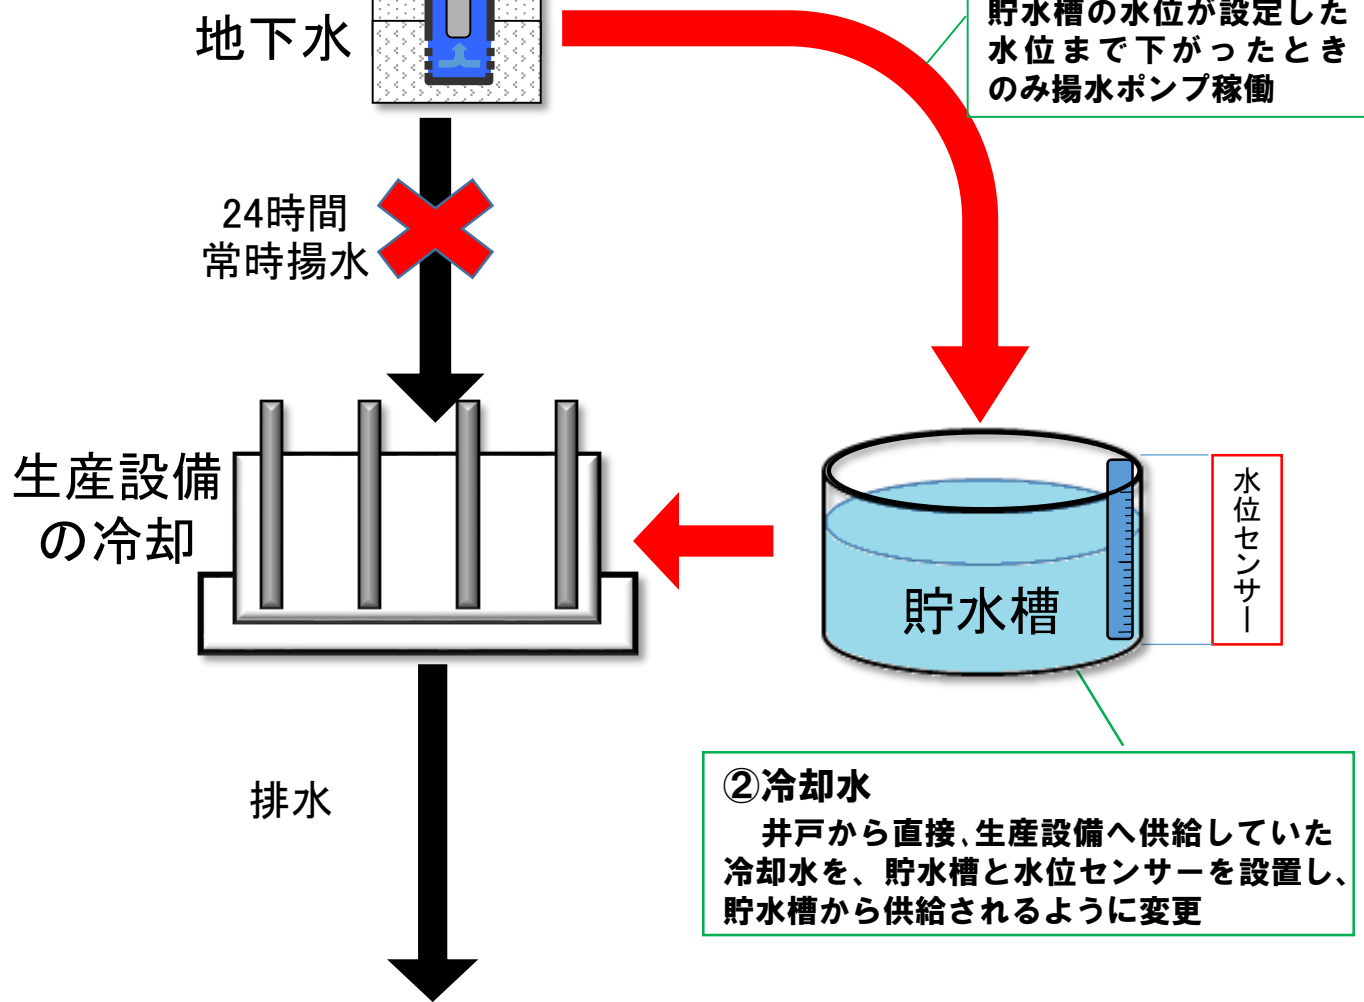 貯水槽の水位が設定した
水位まで下がったとき
のみ揚水ポンプ稼働
地下水
24時間
常時揚水
生産設備
の冷却
貯水槽
水位センサー
排水
②冷却水
井戸から直接、生産設備へ供給していた
冷却水を、貯水槽と水位センサーを設置し、
貯水槽から供給されるように変更